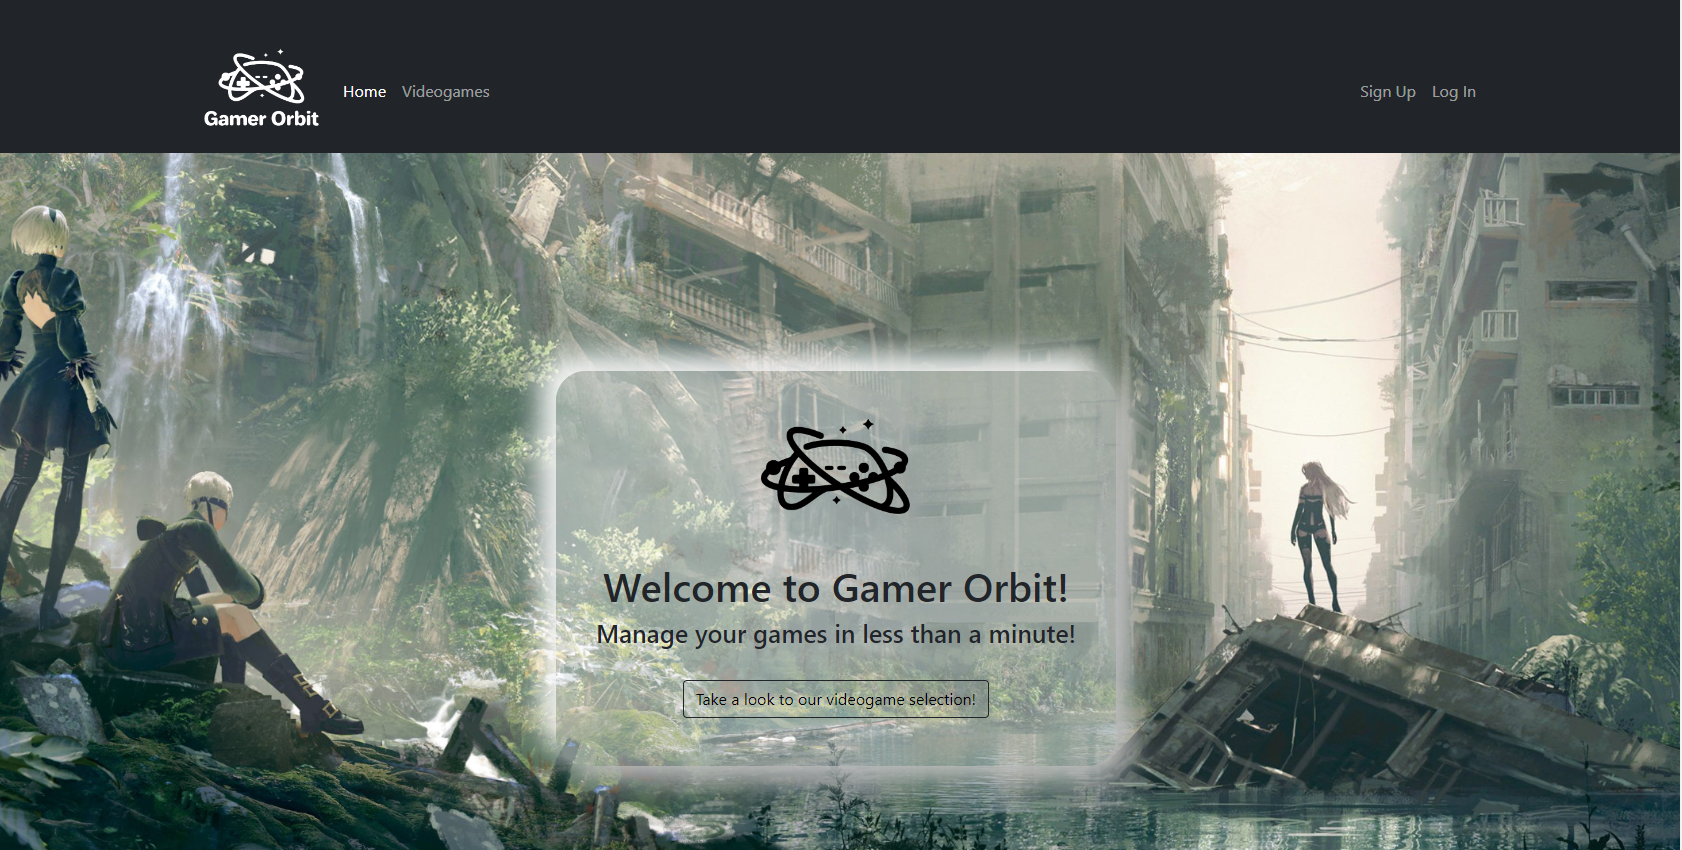 Gamer Orbit
Home
Videogames
Sign Up
Log In
Welcome to Gamer Orbit!
Manage your games in less than a minute!
Take a look to our videogame selection!